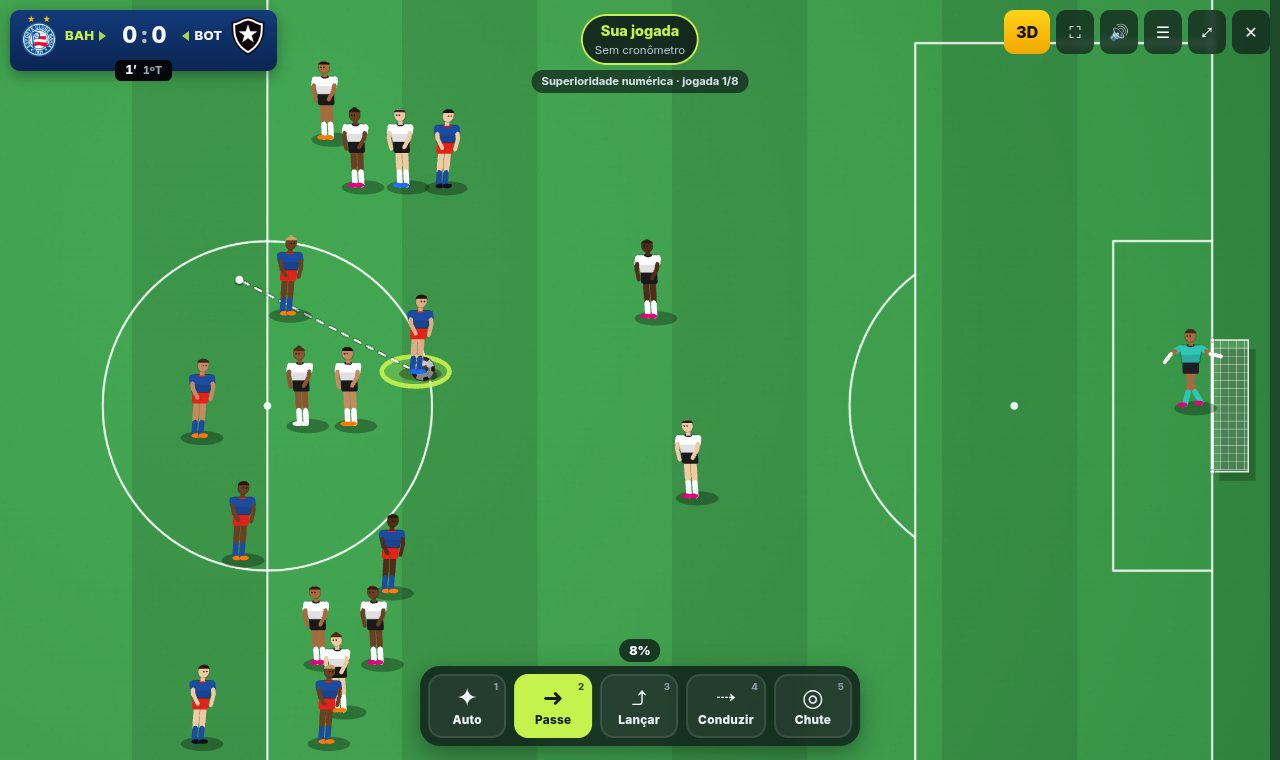 BAH 0:0 BOT
1' 1ºT
Sua jogada
Sem cronômetro
Superioridade numérica · jogada 1/8
3D
8%
1
Auto
2
Passe
3
Lançar
4
Conduzir
5
Chute